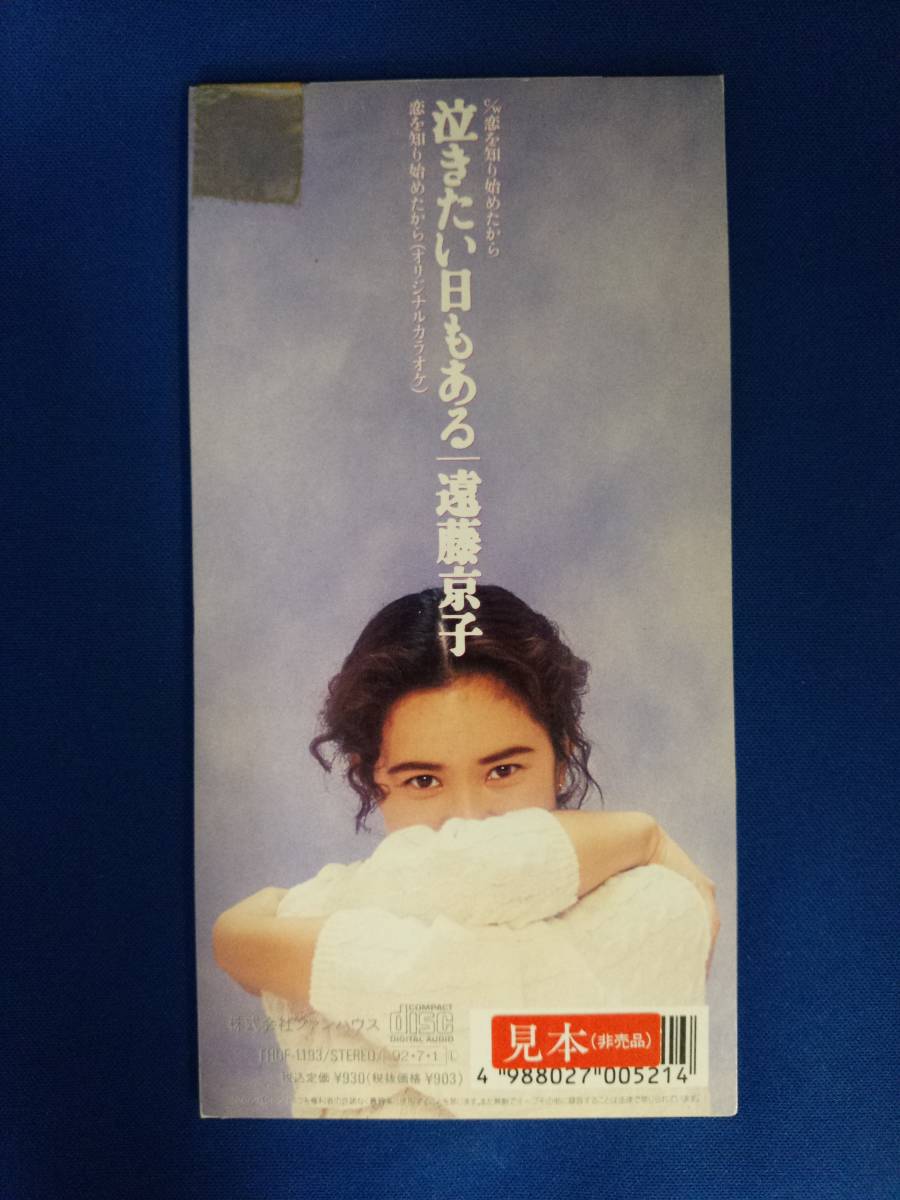 c/w恋を知り始めたから
泣きたい日もある|遠藤京子
恋を知り始めたから(オリジナルカラオケ)
株式会社ファンハウス
COMPACT
disc
DIGITAL AUDIO
FHDF-1193/STEREO/'92・7・1 Ⓛ
税込定価 ¥930(税抜価格 ¥903)
見本(非売品)
4 988027 005214